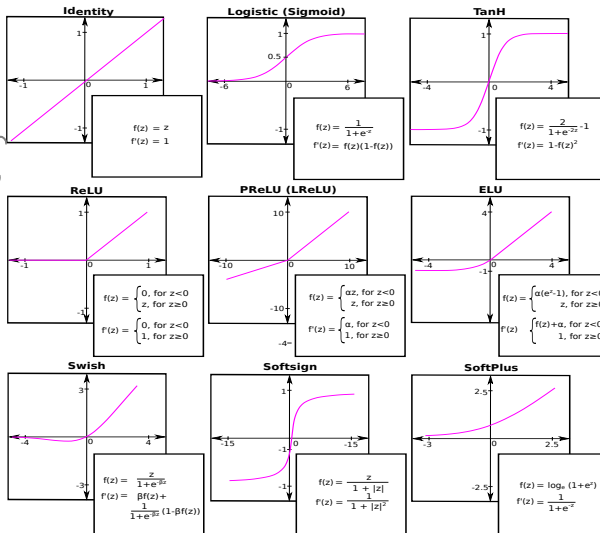 Identity
1
-1
1
-1
f(z) = z
f'(z) = 1
Logistic (Sigmoid)
1
0.5
-6
0
6
-1
f(z) = 1/1+e⁻ᶻ
f'(z) = f(z)(1-f(z))
TanH
1
-4
0
4
-1
f(z) = 2/1+e⁻²ᶻ -1
f'(z) = 1-f(z)²
ReLU
1
-1
0
1
-1
f(z) = { 0, for z<0
z, for z≥0
f'(z) = { 0, for z<0
1, for z≥0
PReLU (LReLU)
10
-10
0
10
-10
-4
f(z) = { αz, for z<0
z, for z≥0
f'(z) = { α, for z<0
1, for z≥0
ELU
4
-4
0
4
-1
f(z) = { α(eᶻ-1), for z<0
z, for z≥0
f'(z) { f(z)+α, for z<0
1, for z≥0
Swish
3
-4
0
4
-3
f(z) = z/1+e⁻ᵝᶻ
f'(z) = βf(z)+
1/1+e⁻ᵝᶻ (1-βf(z))
Softsign
1
-15
0
-15
-1
-1
f(z) = z/1 + |z|
f'(z) = 1/1 + |z|²
SoftPlus
2.5
-3
0
2.5
-2.5
f(z) = logₑ (1+eᶻ)
f'(z) = 1/1+e⁻ᶻ